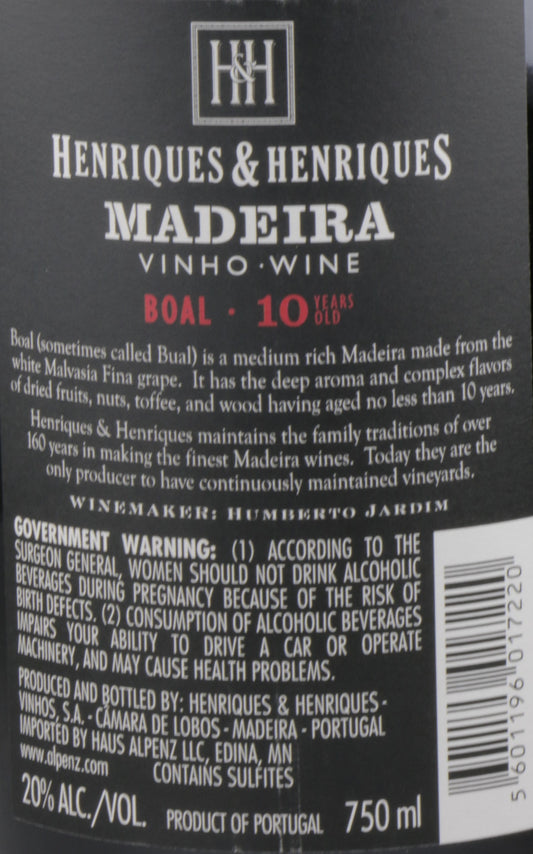 H&H
HENRIQUES & HENRIQUES
MADEIRA
VINHO · WINE
BOAL · 10 YEARS OLD
Boal (sometimes called Bual) is a medium rich Madeira made from the
white Malvasia Fina grape. It has the deep aroma and complex flavors
of dried fruits, nuts, toffee, and wood having aged no less than 10 years.
Henriques & Henriques maintains the family traditions of over
160 years in making the finest Madeira wines. Today they are the
only producer to have continuously maintained vineyards.
WINEMAKER: HUMBERTO JARDIM
GOVERNMENT WARNING: (1) ACCORDING TO THE
SURGEON GENERAL, WOMEN SHOULD NOT DRINK ALCOHOLIC
BEVERAGES DURING PREGNANCY BECAUSE OF THE RISK OF
BIRTH DEFECTS. (2) CONSUMPTION OF ALCOHOLIC BEVERAGES
IMPAIRS YOUR ABILITY TO DRIVE A CAR OR OPERATE
MACHINERY, AND MAY CAUSE HEALTH PROBLEMS.
PRODUCED AND BOTTLED BY: HENRIQUES & HENRIQUES -
VINHOS, S.A. - CÂMARA DE LOBOS - MADEIRA - PORTUGAL
IMPORTED BY HAUS ALPENZ LLC, EDINA, MN
www.alpenz.com CONTAINS SULFITES
20% ALC./VOL. PRODUCT OF PORTUGAL 750 ml
5 601196 017220